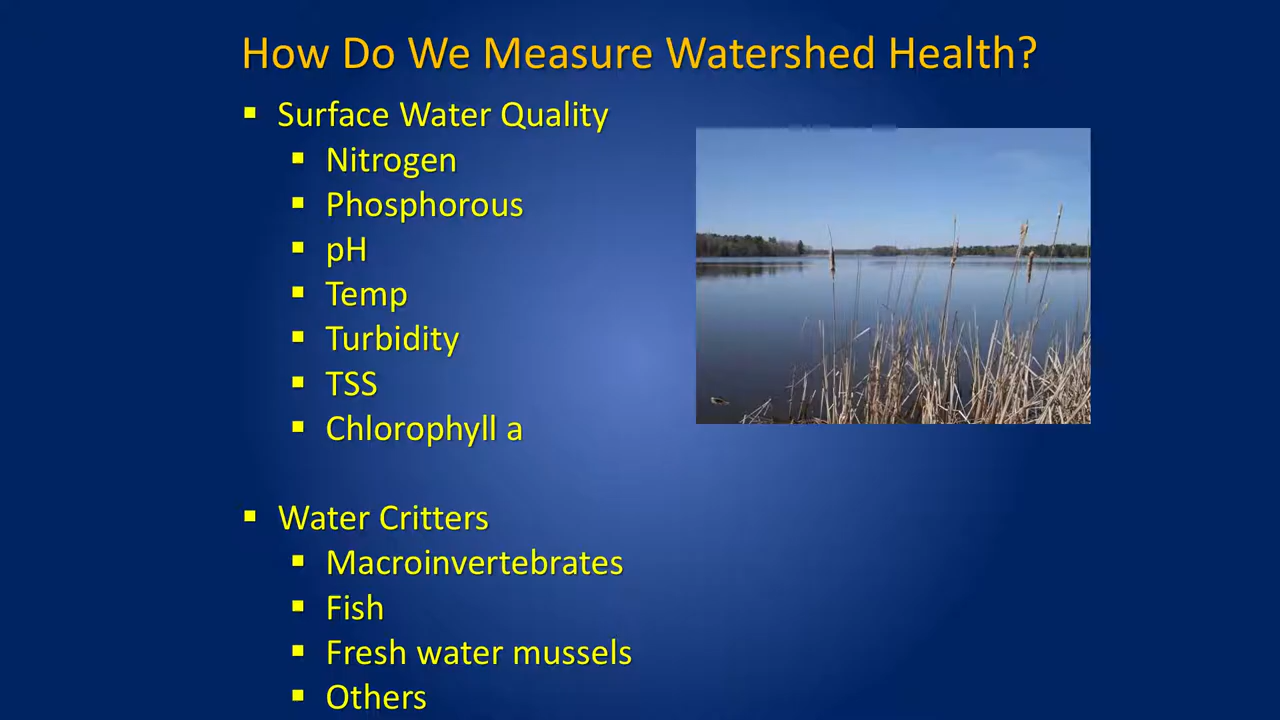 How Do We Measure Watershed Health?
▪ Surface Water Quality
▪ Nitrogen
▪ Phosphorous
▪ pH
▪ Temp
▪ Turbidity
▪ TSS
▪ Chlorophyll a
▪ Water Critters
▪ Macroinvertebrates
▪ Fish
▪ Fresh water mussels
▪ Others